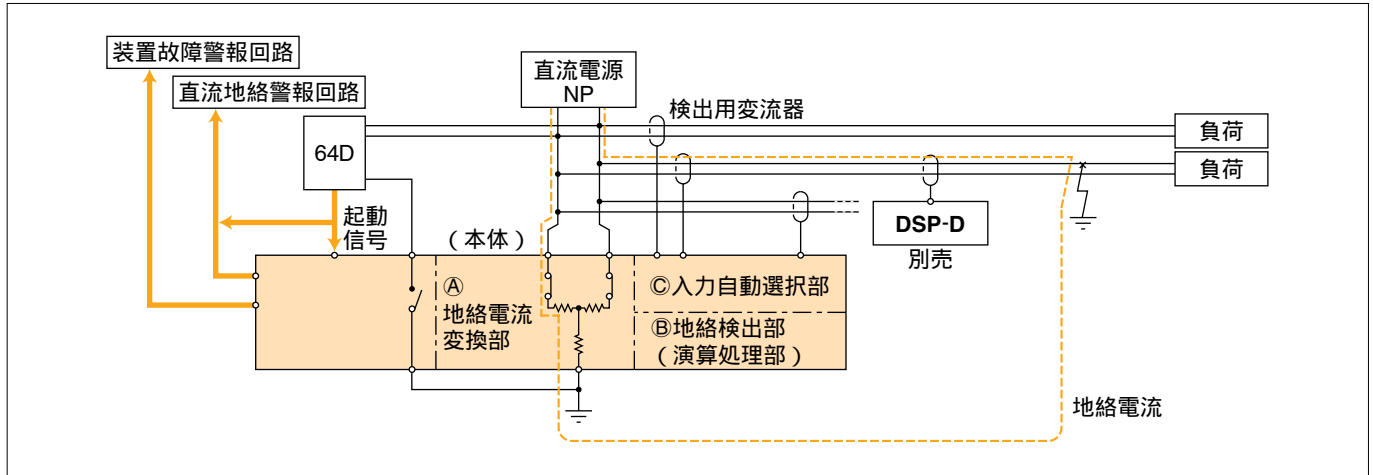 装置故障警報回路
直流地絡警報回路
直流電源
NP
検出用変流器
64D
負荷
負荷
起動
信号
（本体）
DSP-D
別売
Ⓐ
地絡電流
変換部
Ⓒ入力自動選択部
Ⓑ地絡検出部
（演算処理部）
地絡電流